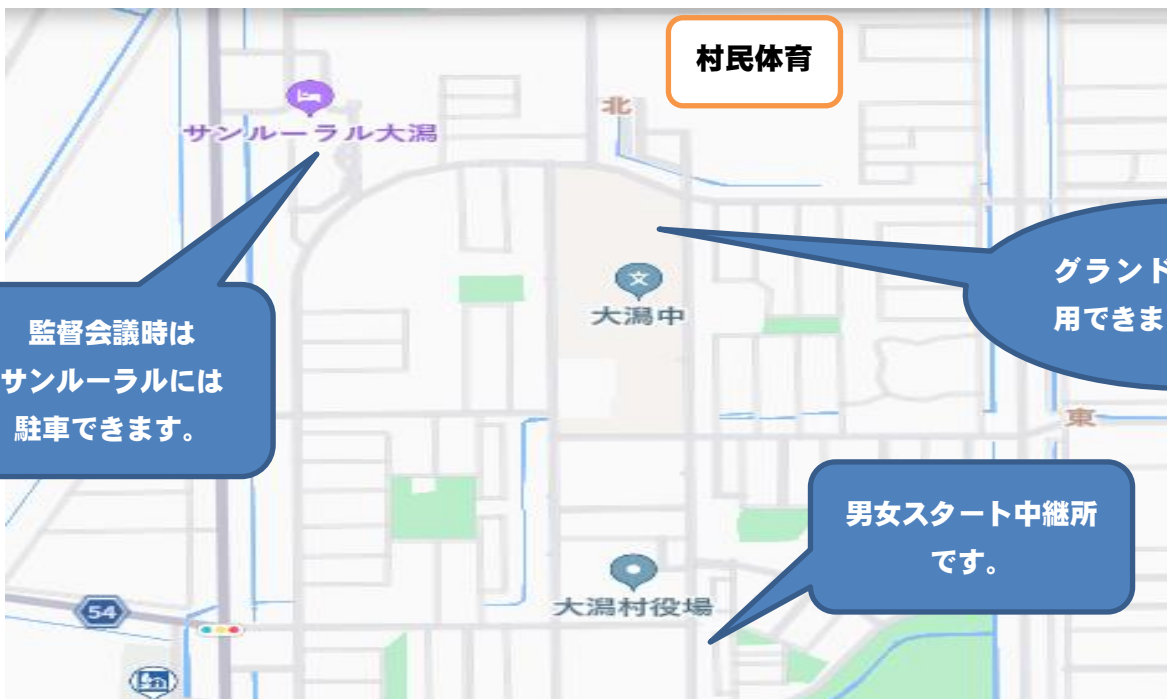 村民体育
北
サンルーラル大潟
グランド
用できま
大潟中
監督会議時は
サンルーラルには
駐車できます。
東
男女スタート中継所
です。
大潟村役場
54